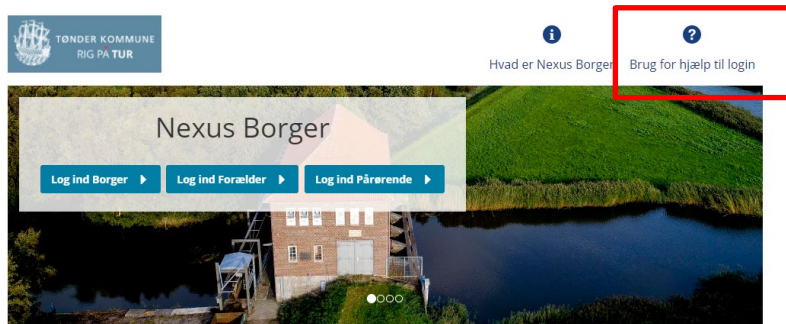 TØNDER KOMMUNE
RIG PÅ TUR
Hvad er Nexus Borger
Brug for hjælp til login
Nexus Borger
Log ind Borger
Log ind Forælder
Log ind Pårørende